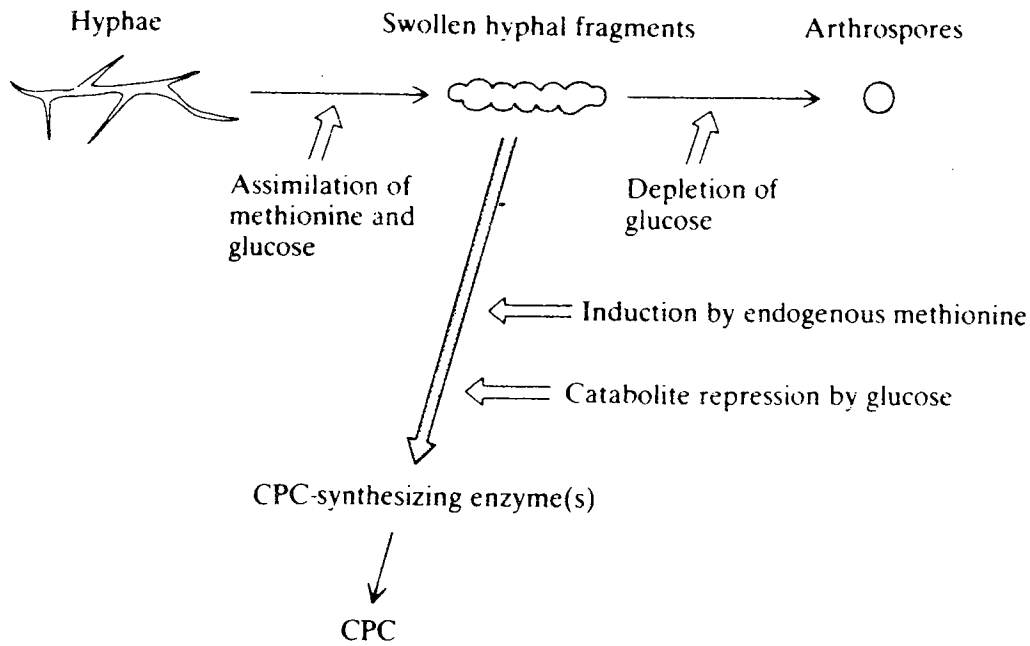 Hyphae
Swollen hyphal fragments
Arthrospores
Assimilation of
methionine and
glucose
Depletion of
glucose
Induction by endogenous methionine
Catabolite repression by glucose
CPC-synthesizing enzyme(s)
CPC